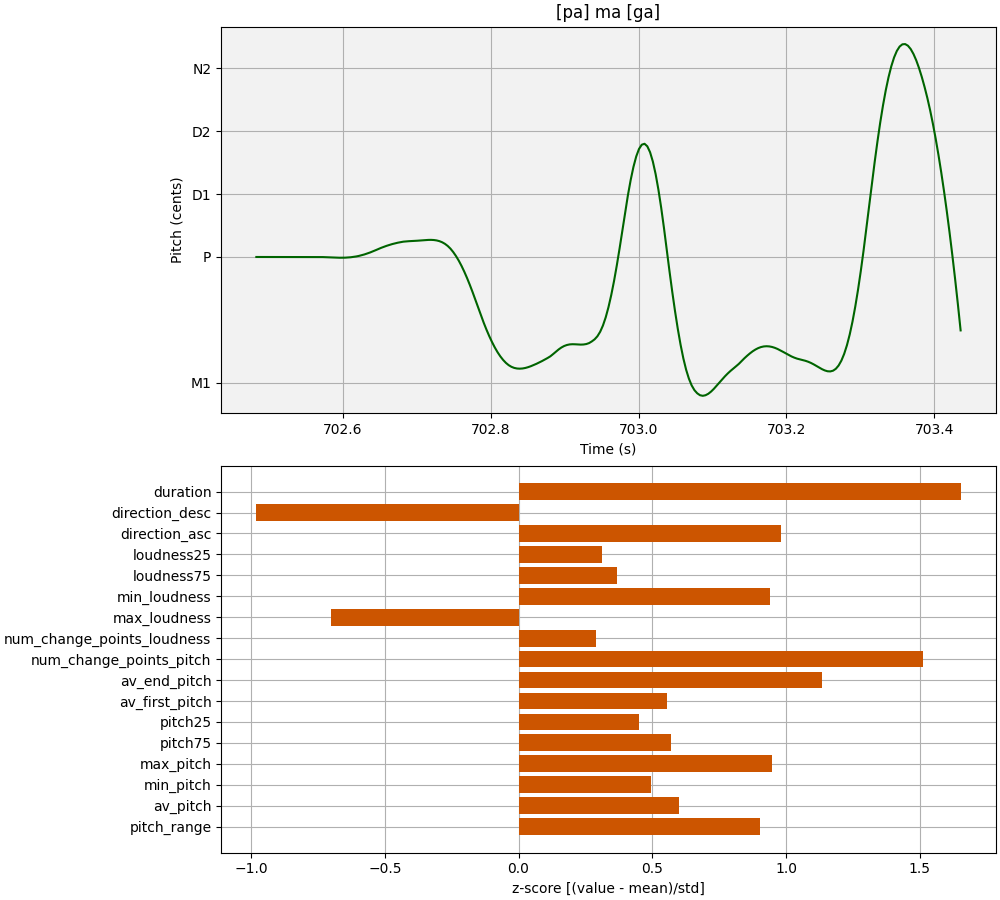 [pa] ma [ga]
N2
D2
D1
P
M1
Pitch (cents)
702.6 702.8 703.0 703.2 703.4
Time (s)
duration
direction_desc
direction_asc
loudness25
loudness75
min_loudness
max_loudness
num_change_points_loudness
num_change_points_pitch
av_end_pitch
av_first_pitch
pitch25
pitch75
max_pitch
min_pitch
av_pitch
pitch_range
−1.0 −0.5 0.0 0.5 1.0 1.5
z-score [(value - mean)/std]